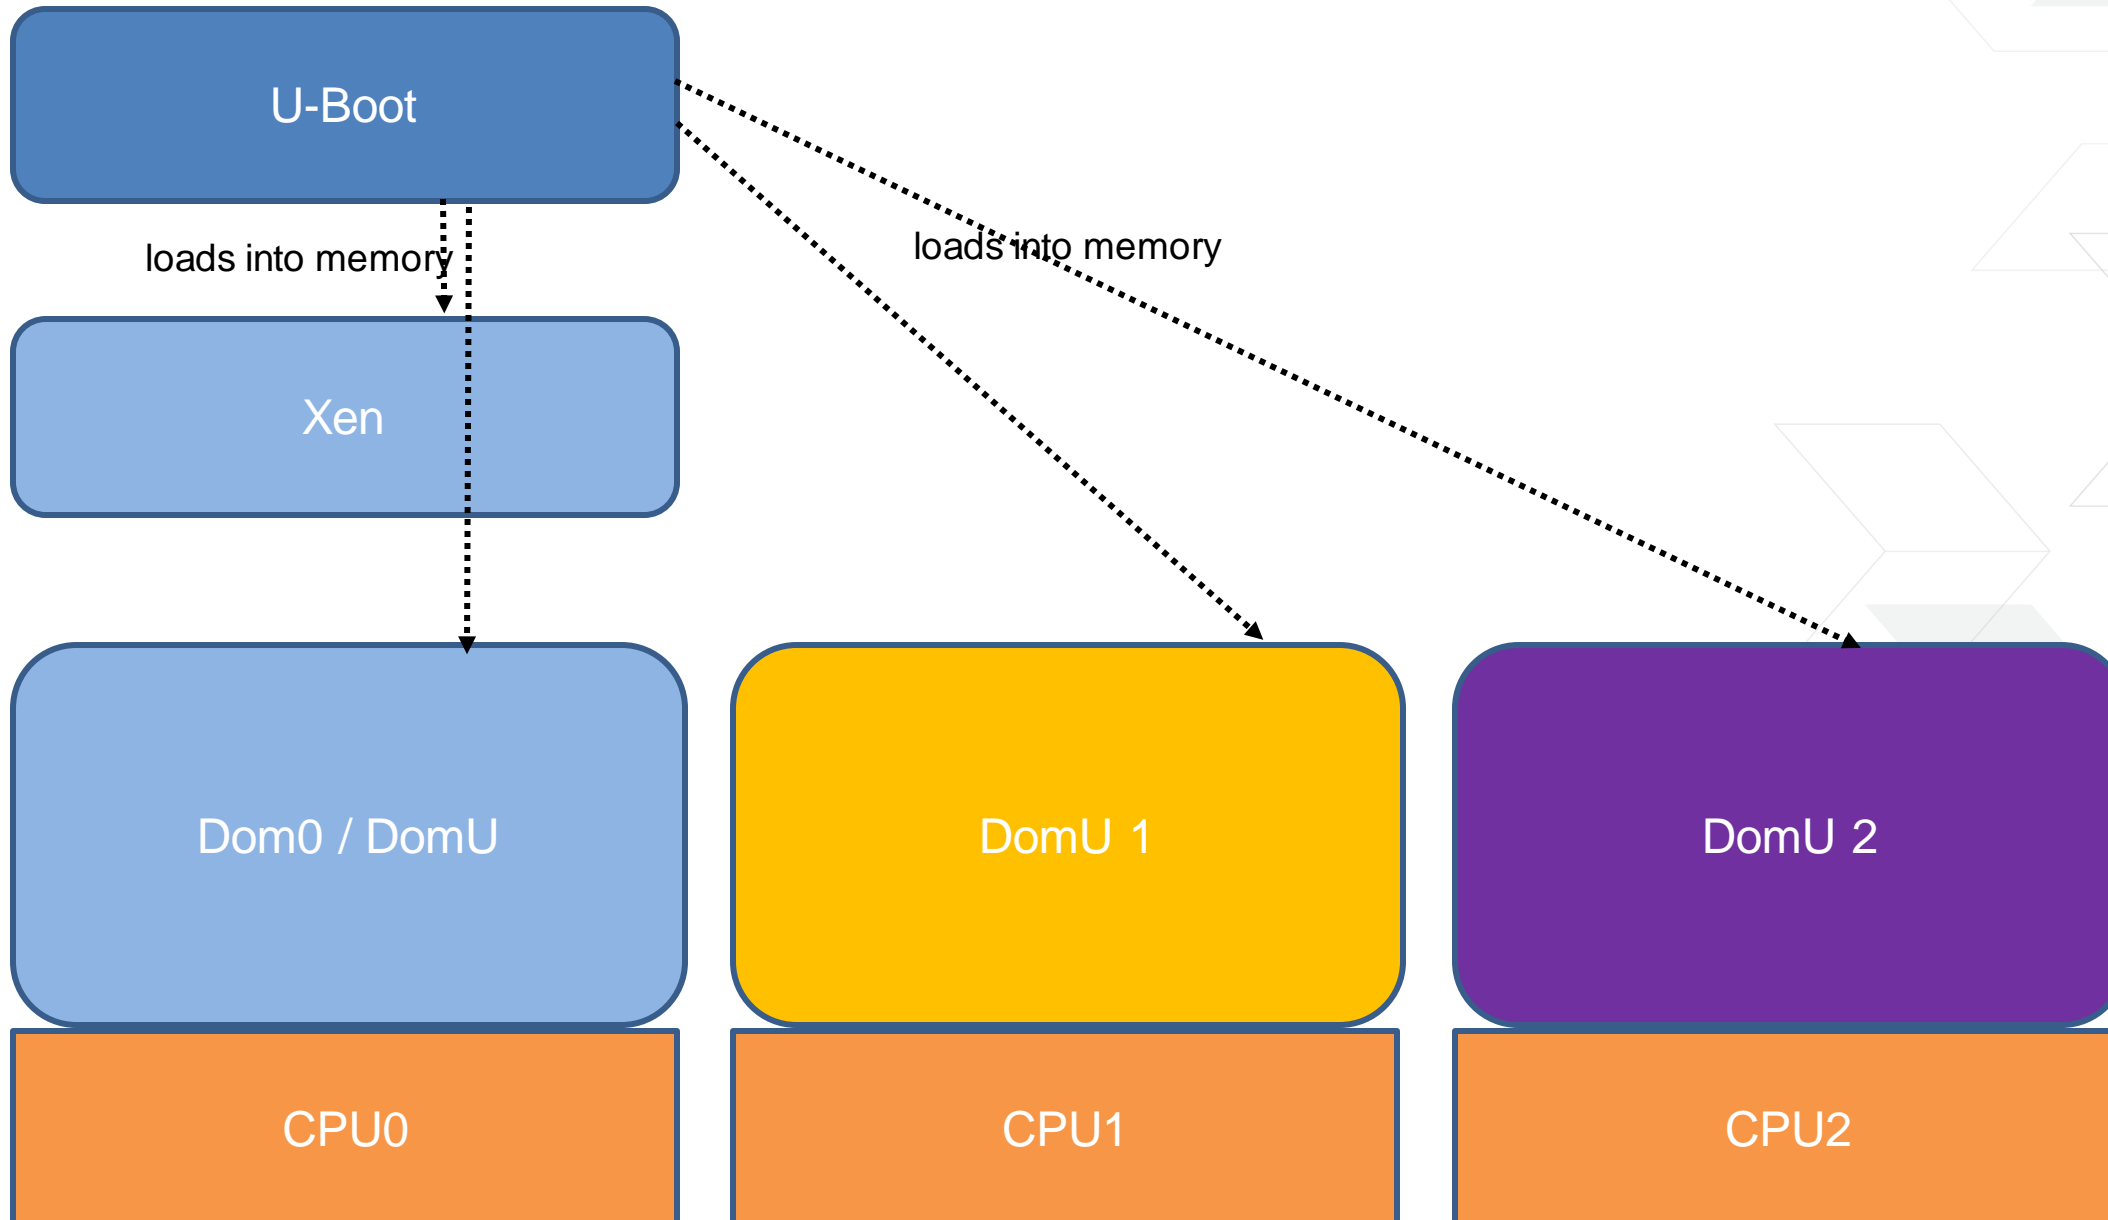 U-Boot
loads into memory
loads into memory
Xen
Dom0 / DomU
DomU 1
DomU 2
CPU0
CPU1
CPU2